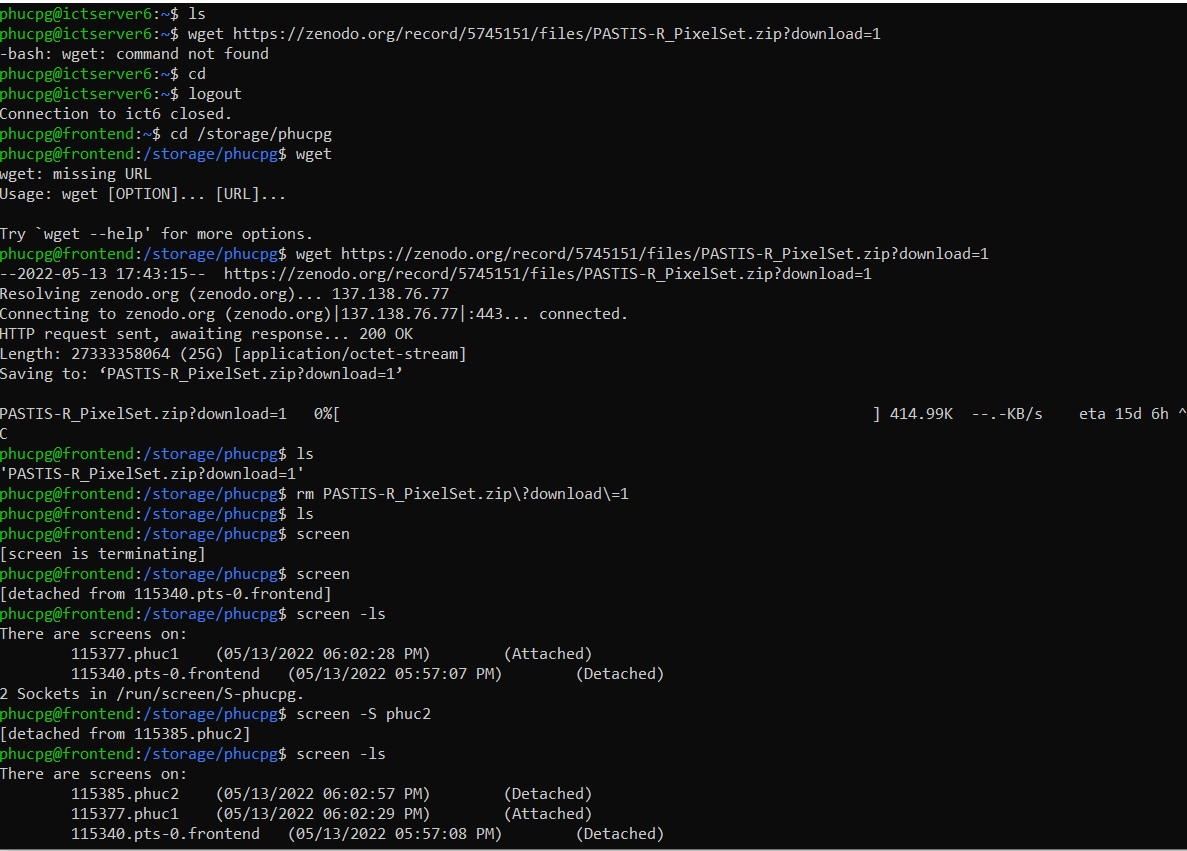 phucpg@ictserver6:~$ ls
phucpg@ictserver6:~$ wget https://zenodo.org/record/5745151/files/PASTIS-R_PixelSet.zip?download=1
-bash: wget: command not found
phucpg@ictserver6:~$ cd
phucpg@ictserver6:~$ logout
Connection to ict6 closed.
phucpg@frontend:~$ cd /storage/phucpg
phucpg@frontend:/storage/phucpg$ wget
wget: missing URL
Usage: wget [OPTION]... [URL]...

Try `wget --help' for more options.
phucpg@frontend:/storage/phucpg$ wget https://zenodo.org/record/5745151/files/PASTIS-R_PixelSet.zip?download=1
--2022-05-13 17:43:15--  https://zenodo.org/record/5745151/files/PASTIS-R_PixelSet.zip?download=1
Resolving zenodo.org (zenodo.org)... 137.138.76.77
Connecting to zenodo.org (zenodo.org)|137.138.76.77|:443... connected.
HTTP request sent, awaiting response... 200 OK
Length: 27333358064 (25G) [application/octet-stream]
Saving to: ‘PASTIS-R_PixelSet.zip?download=1’

PASTIS-R_PixelSet.zip?download=1   0%[                                                           ] 414.99K  --.-KB/s    eta 15d 6h ^
C
phucpg@frontend:/storage/phucpg$ ls
'PASTIS-R_PixelSet.zip?download=1'
phucpg@frontend:/storage/phucpg$ rm PASTIS-R_PixelSet.zip\?download\=1
phucpg@frontend:/storage/phucpg$ ls
phucpg@frontend:/storage/phucpg$ screen
[screen is terminating]
phucpg@frontend:/storage/phucpg$ screen
[detached from 115340.pts-0.frontend]
phucpg@frontend:/storage/phucpg$ screen -ls
There are screens on:
        115377.phuc1    (05/13/2022 06:02:28 PM)        (Attached)
        115340.pts-0.frontend   (05/13/2022 05:57:07 PM)        (Detached)
2 Sockets in /run/screen/S-phucpg.
phucpg@frontend:/storage/phucpg$ screen -S phuc2
[detached from 115385.phuc2]
phucpg@frontend:/storage/phucpg$ screen -ls
There are screens on:
        115385.phuc2    (05/13/2022 06:02:57 PM)        (Detached)
        115377.phuc1    (05/13/2022 06:02:29 PM)        (Attached)
        115340.pts-0.frontend   (05/13/2022 05:57:08 PM)        (Detached)